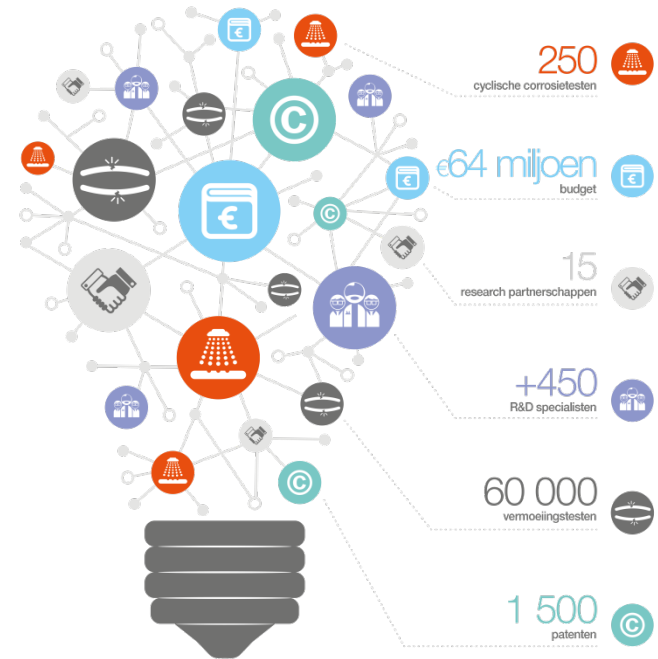 250
cyclische corrosietesten
€64 miljoen
budget
15
research partnerschappen
+450
R&D specialisten
60 000
vermoeiingstesten
1 500
patenten